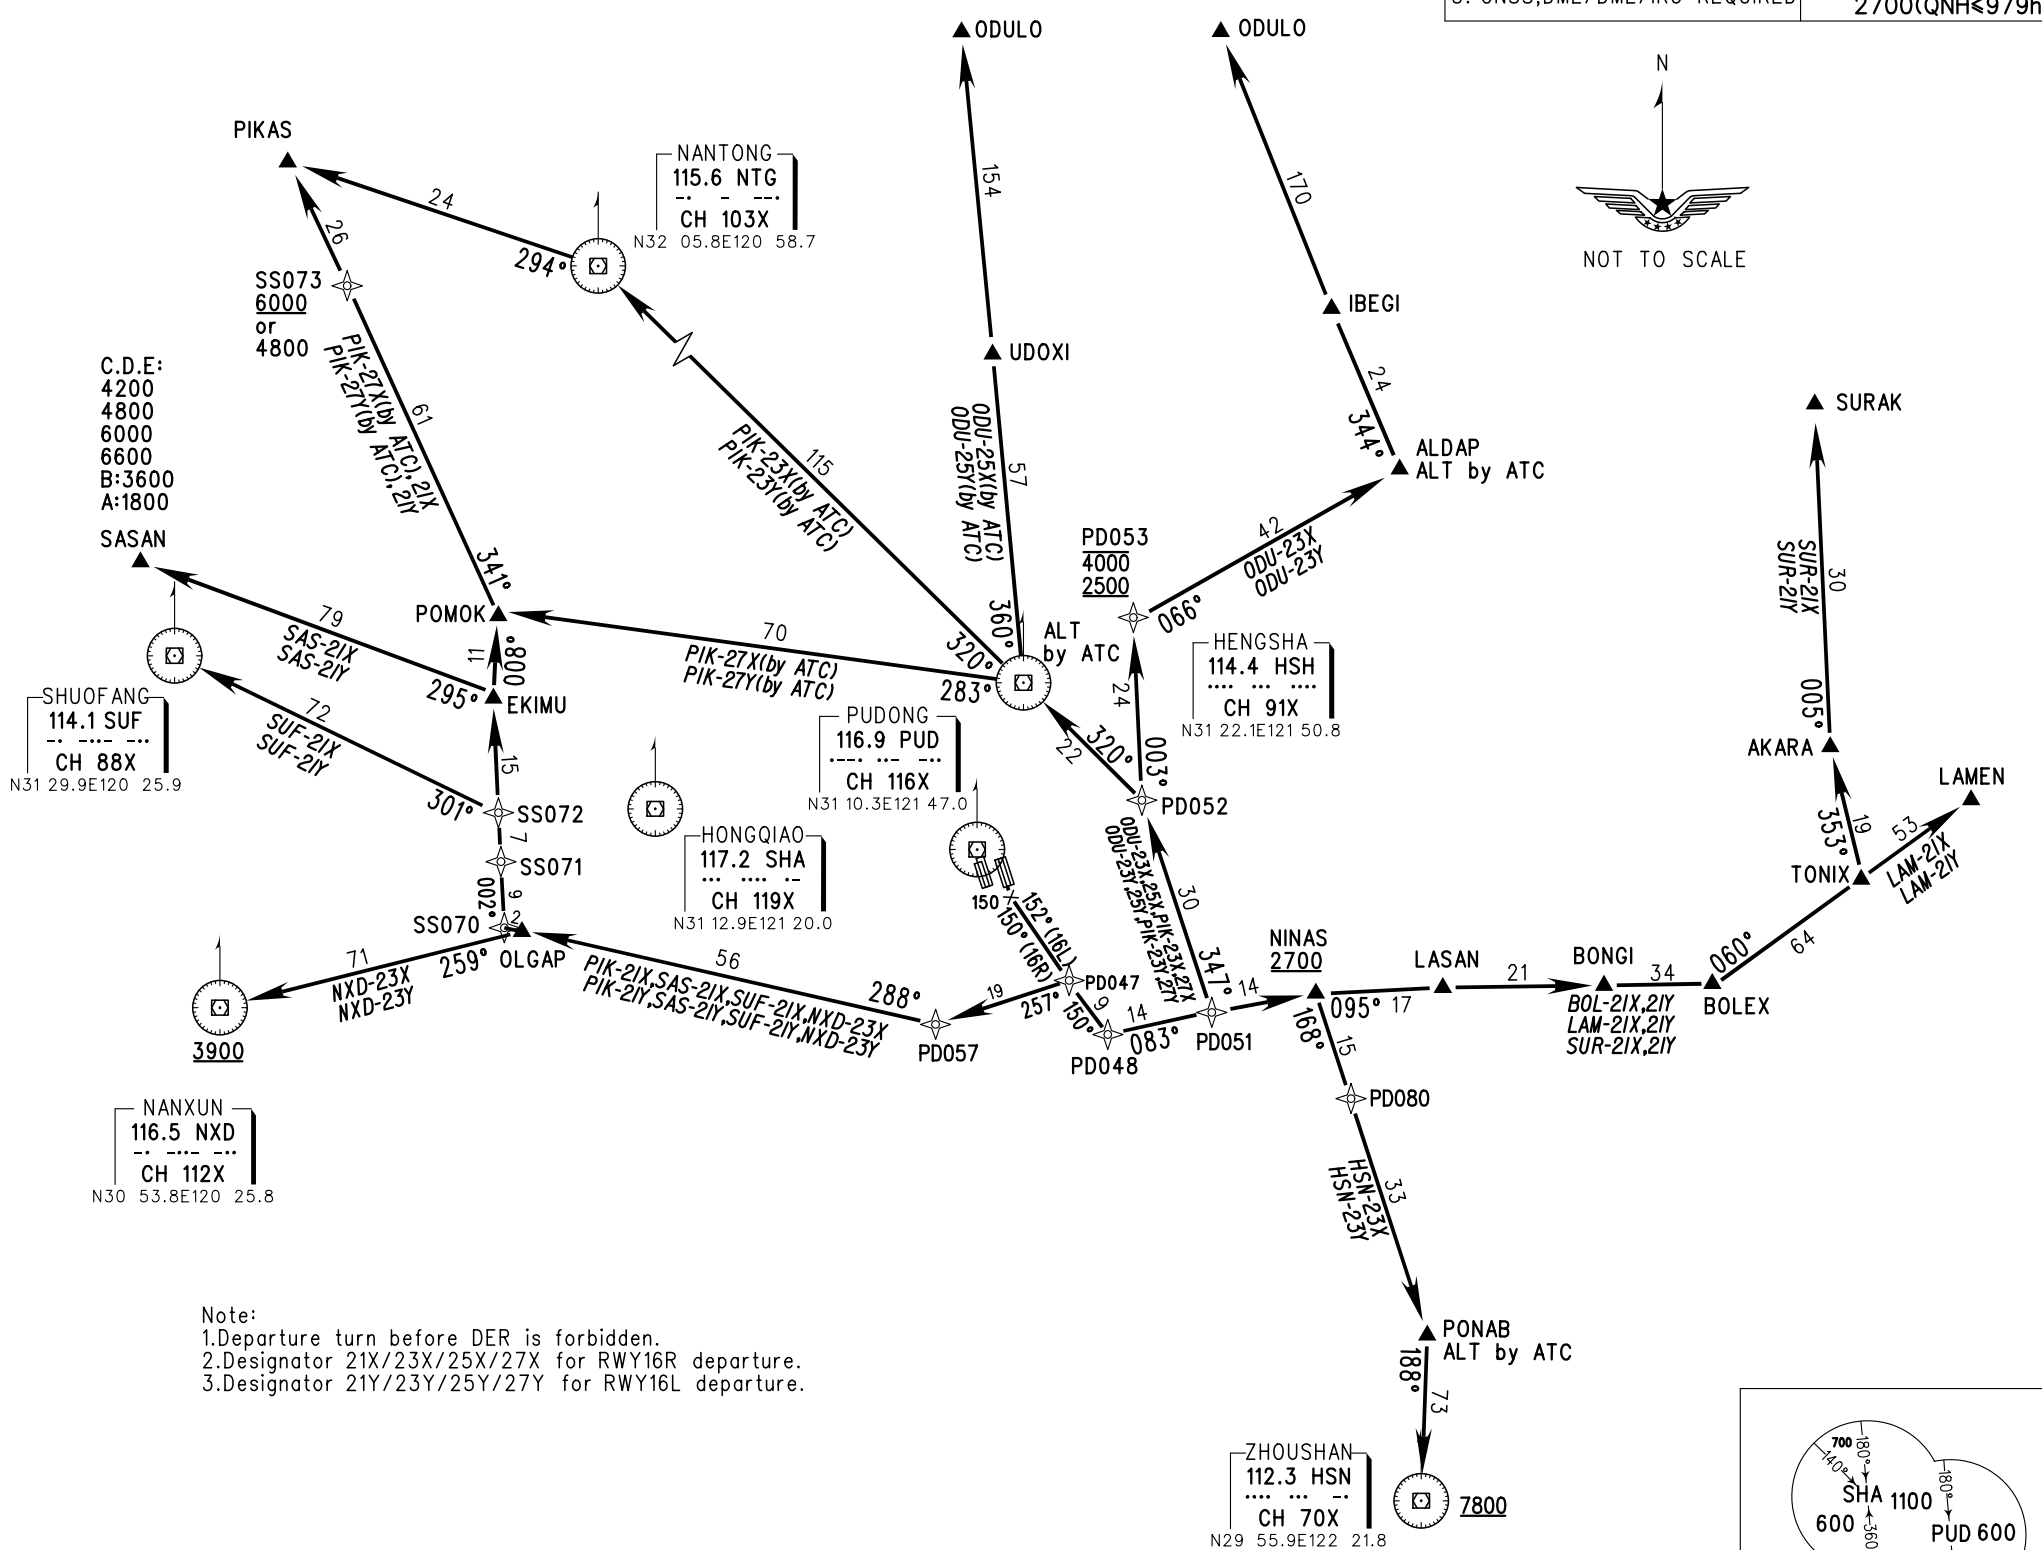 2700(QNH≤979h
ODULO
ODULO
N
NOT TO SCALE
PIKAS
NANTONG
115.6 NTG
CH 103X
N32 05.8E120 58.7
24
26
294°
154
170
SS073
6000
or
4800
IBEGI
UDOXI
C.D.E:
4200
4800
6000
6600
B:3600
A:1800
SASAN
PIK-27X(by ATC), 21X
PIK-27Y(by ATC), 21Y
61
341°
PIK-23X(by ATC)
PIK-23Y(by ATC)
115
ODU-25X(by ATC)
ODU-25Y(by ATC)
57
24
344°
ALDAP
ALT by ATC
SURAK
PD053
4000
2500
42
ODU-23X
ODU-23Y
066°
SUR-21X
SUR-21Y
30
POMOK
79
SAS-21X
SAS-21Y
295°
11
008°
EKIMU
70
PIK-27X(by ATC)
PIK-27Y(by ATC)
360°
320°
283°
ALT
by ATC
HENGSHA
114.4 HSH
CH 91X
N31 22.1E121 50.8
SHUOFANG
114.1 SUF
CH 88X
N31 29.9E120 25.9
72
SUF-21X
SUF-21Y
301°
15
SS072
7
SS071
9
002°
SS070
2
OLGAP
PUDONG
116.9 PUD
CH 116X
N31 10.3E121 47.0
22
320°
24
003°
PD052
005°
AKARA
LAMEN
HONGQIAO
117.2 SHA
CH 119X
N31 12.9E121 20.0
353°
19
TONIX
53
LAM-21X
LAM-21Y
150
152°(16L)
150°(16R)
ODU-23X,25X,PIK-23X,27X
ODU-23Y,25Y,PIK-23Y,27Y
30
347°
71
NXD-23X
NXD-23Y
259°
56
PIK-21X,SAS-21X,SUF-21X,NXD-23X
PIK-21Y,SAS-21Y,SUF-21Y,NXD-23Y
288°
PD057
19
257°
PD047
9
150°
PD048
14
083°
PD051
14
NINAS
2700
095°
17
LASAN
21
BONGI
34
BOL-21X,21Y
LAM-21X,21Y
SUR-21X,21Y
060°
64
BOLEX
3900
168°
15
PD080
NANXUN
116.5 NXD
CH 112X
N30 53.8E120 25.8
HSN-23X
HSN-23Y
33
PONAB
ALT by ATC
188°
73
Note:
1.Departure turn before DER is forbidden.
2.Designator 21X/23X/25X/27X for RWY16R departure.
3.Designator 21Y/23Y/25Y/27Y for RWY16L departure.
ZHOUSHAN
112.3 HSN
CH 70X
N29 55.9E122 21.8
7800
700
180°
140°
SHA 1100
600
360
180°
PUD 600